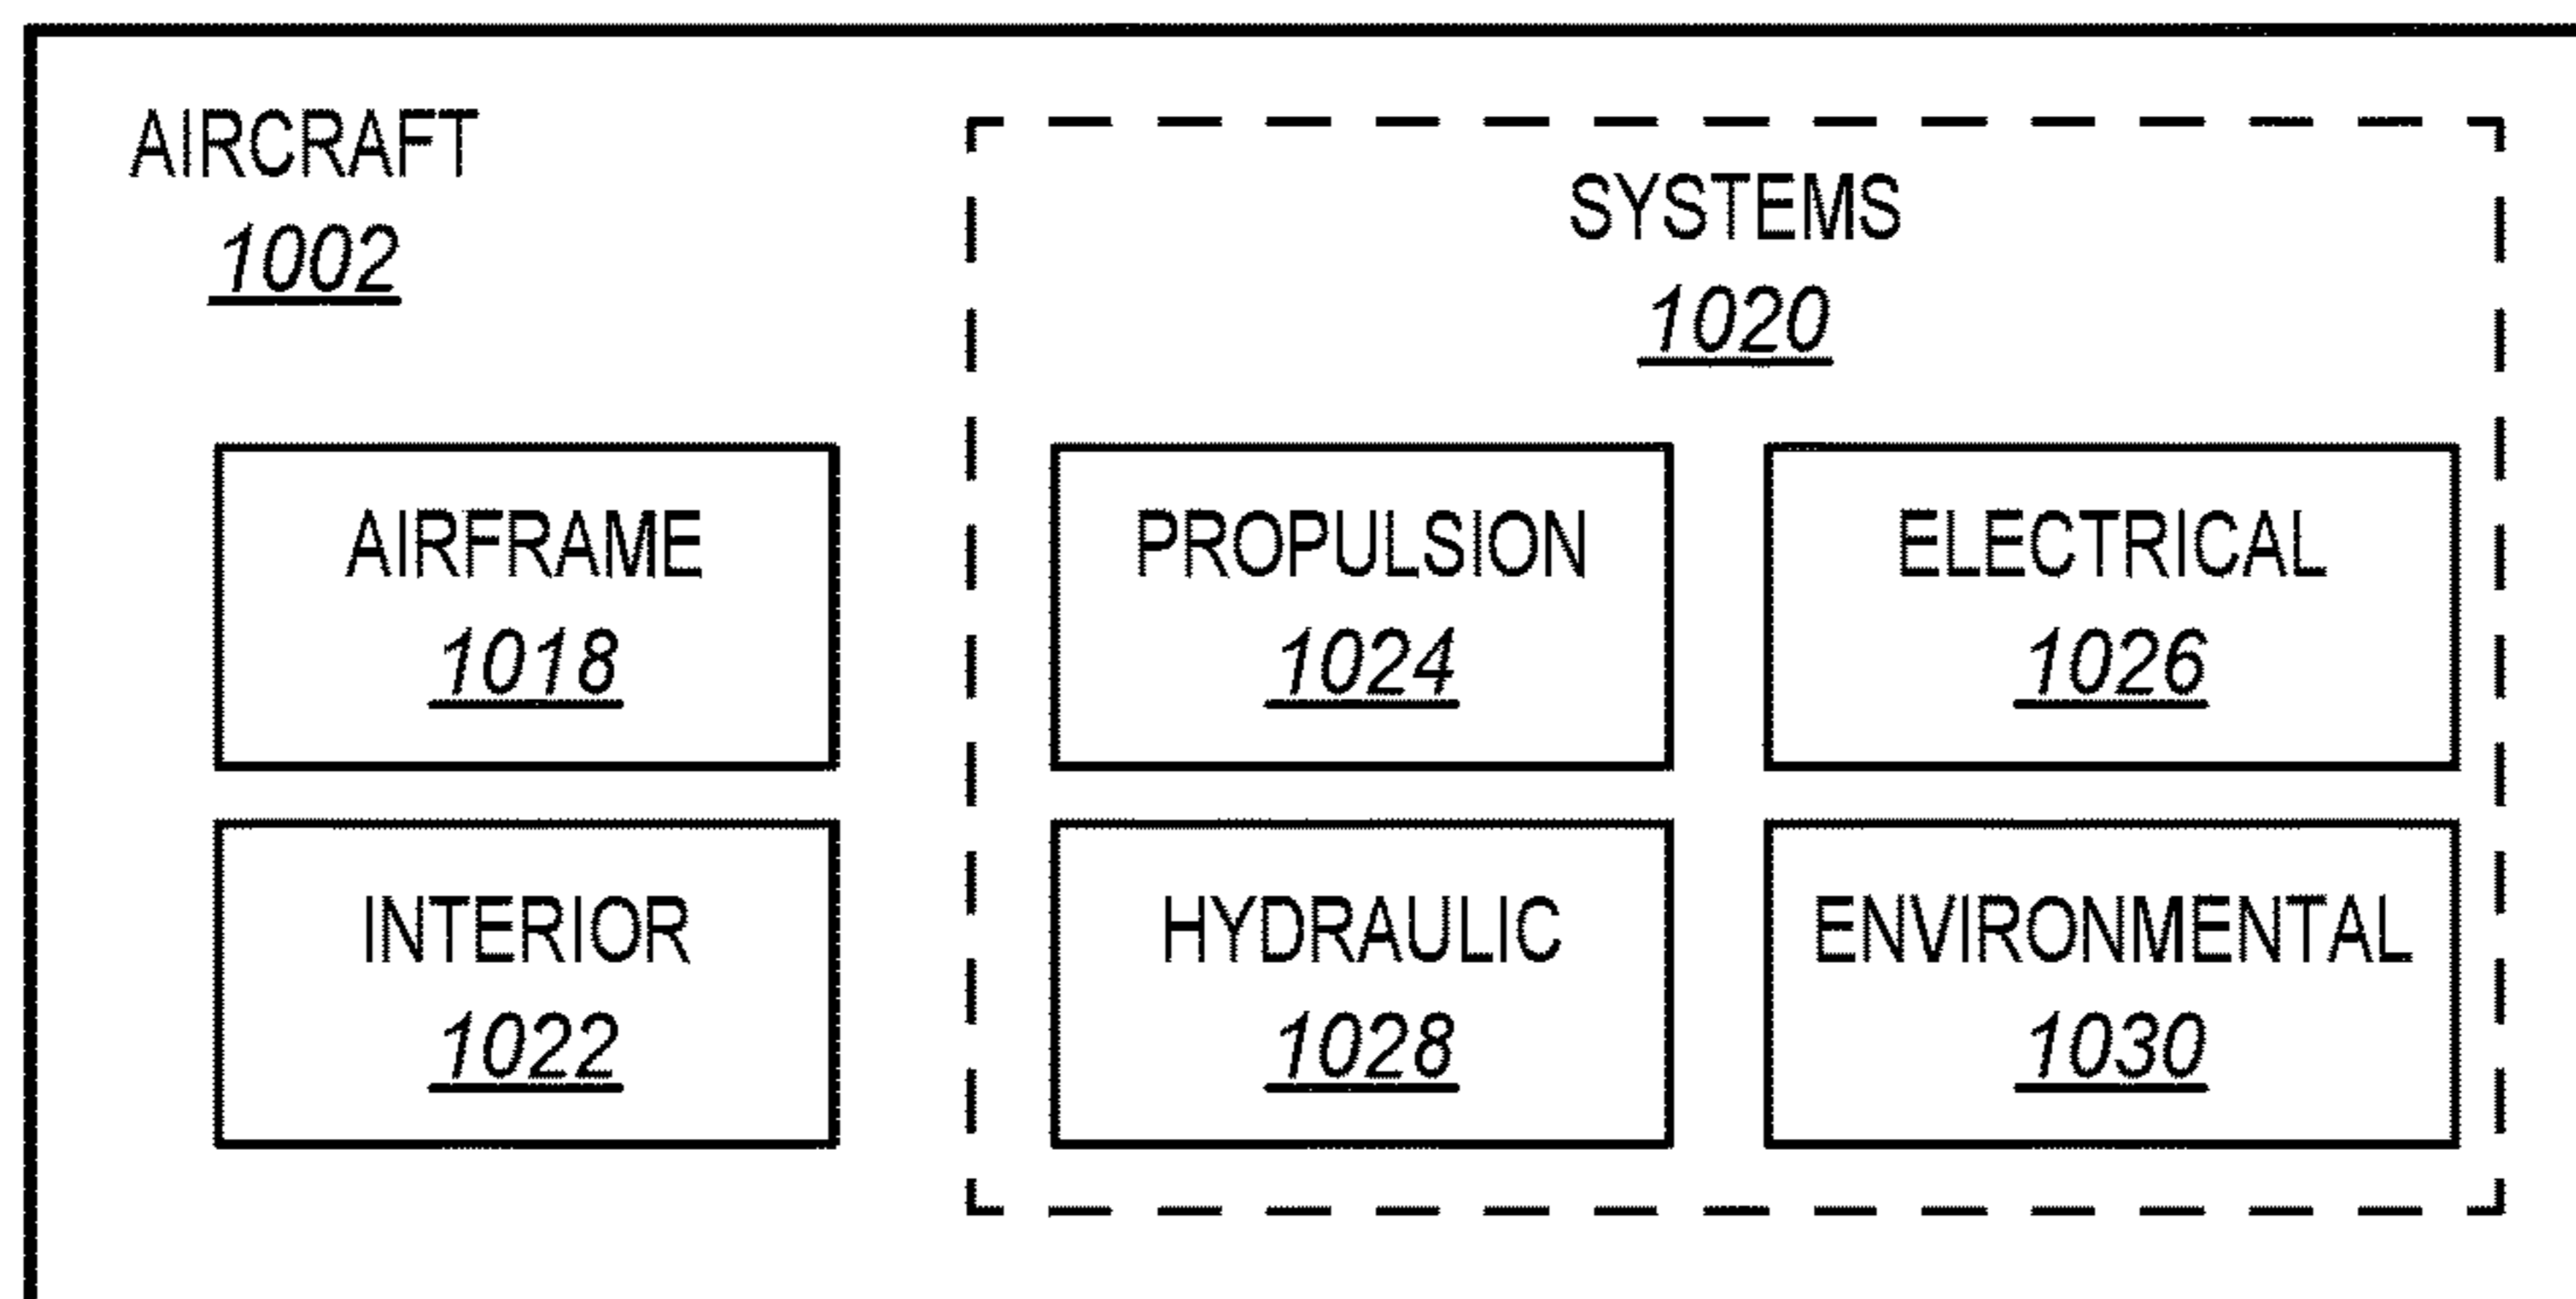 AIRCRAFT
1002
SYSTEMS
1020
AIRFRAME
1018
PROPULSION
1024
ELECTRICAL
1026
INTERIOR
1022
HYDRAULIC
1028
ENVIRONMENTAL
1030